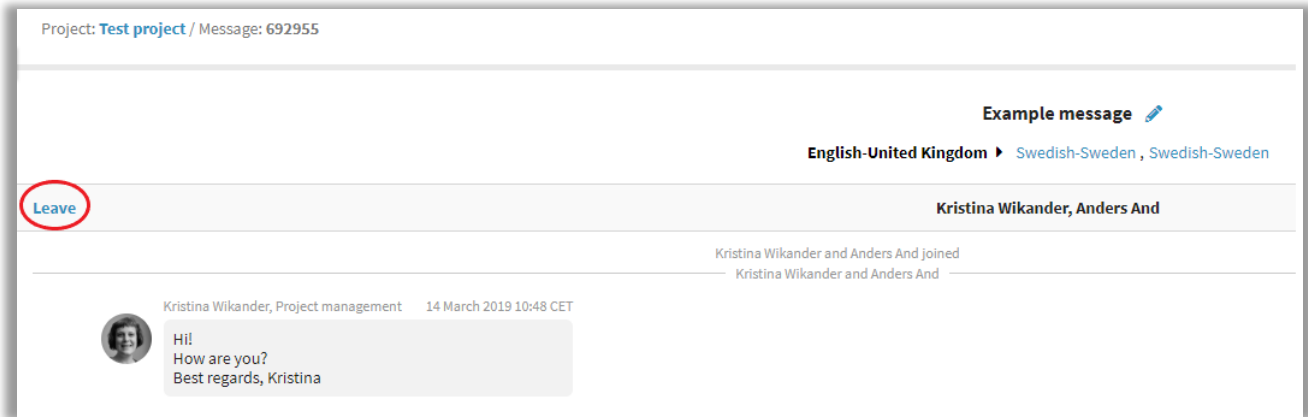 Project: Test project / Message: 692955
Example message
English-United Kingdom Swedish-Sweden , Swedish-Sweden
Leave
Kristina Wikander, Anders And
Kristina Wikander and Anders And joined
Kristina Wikander and Anders And
Kristina Wikander, Project management 14 March 2019 10:48 CET
Hi!
How are you?
Best regards, Kristina